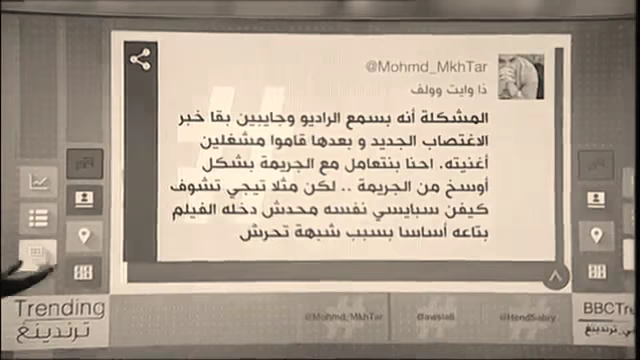 @Mohmd_MkhTar
ذا وايت وولف
المشكلة أنه بسمع الراديو وجايبين بقا خبر
الاغتصاب الجديد و بعدها قاموا مشغلين
أغنيته. احنا بنتعامل مع الجريمة بشكل
أوسخ من الجريمة .. لكن مثلا تيجي تشوف
كيفن سبايسي نفسه محدش دخله الفيلم
بتاعه أساسا بسبب شبهة تحرش
Trending
ترندينغ
@Mohmd_MkhTar
@HendSabry
BBCTre
ي ترندينغ